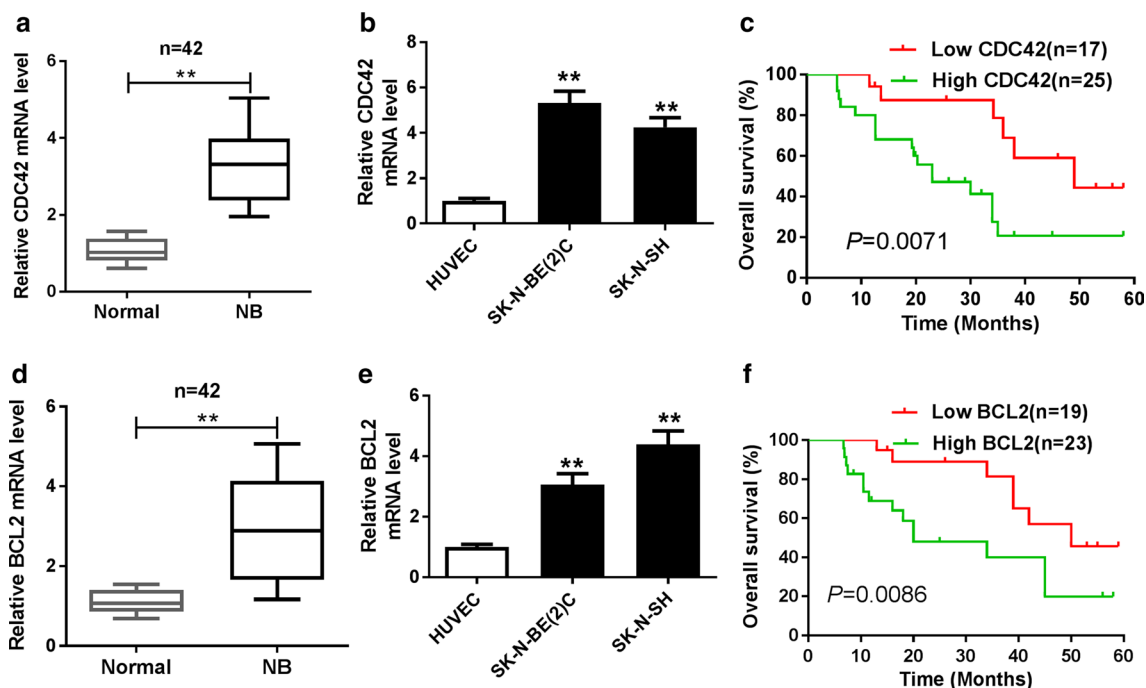 a
n=42
**
Relative CDC42 mRNA level
6
4
2
0
Normal
NB
b
Relative CDC42
mRNA level
8
6
4
2
0
**
**
HUVEC
SK-N-BE(2)C
SK-N-SH
c
Low CDC42(n=17)
High CDC42(n=25)
Overall survival (%)
100
80
60
40
20
0
P=0.0071
0
10
20
30
40
50
60
Time (Months)
d
n=42
**
Relative BCL2 mRNA level
6
4
2
0
Normal
NB
e
Relative BCL2
mRNA level
6
4
2
0
**
**
HUVEC
SK-N-BE(2)C
SK-N-SH
f
Low BCL2(n=19)
High BCL2(n=23)
Overall survival (%)
100
80
60
40
20
0
P=0.0086
0
10
20
30
40
50
60
Time (Months)